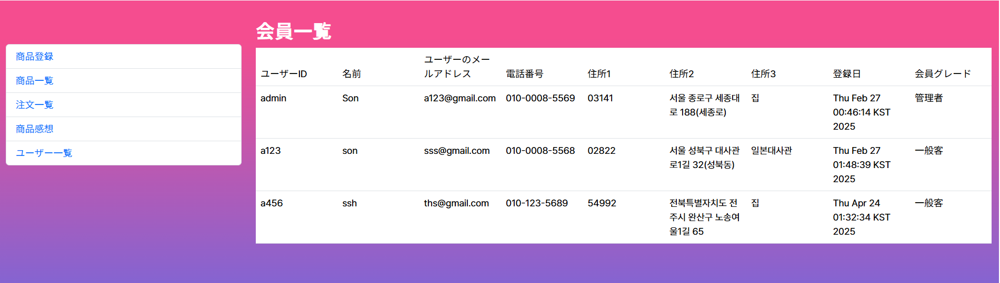 会員一覧
商品登録
商品一覧
注文一覧
商品感想
ユーザー一覧
ユーザーID 名前 ユーザーのメー 電話番号 住所1 住所2 住所3 登録日 会員グレード
ルアドレス
admin Son a123@gmail.com 010-0008-5569 03141 서울 종로구 세종대 집 Thu Feb 27 管理者
로 188(세종로) 00:46:14 KST
2025
a123 son sss@gmail.com 010-0008-5568 02822 서울 성북구 대사관 일본대사관 Thu Feb 27 一般客
로1길 32(성북동) 01:48:39 KST
2025
a456 ssh ths@gmail.com 010-123-5689 54992 전북특별자치도 전 집 Thu Apr 24 一般客
주시 완산구 노송여 01:32:34 KST
울1길 65 2025